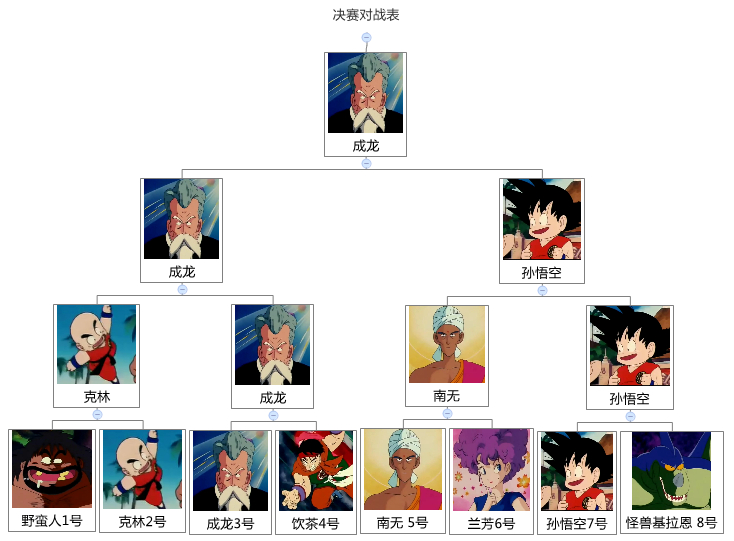 决赛对战表
成龙
成龙
孙悟空
克林
成龙
南无
孙悟空
野蛮人1号
克林2号
成龙3号
饮茶4号
南无 5号
兰芳6号
孙悟空7号
怪兽基拉恩 8号